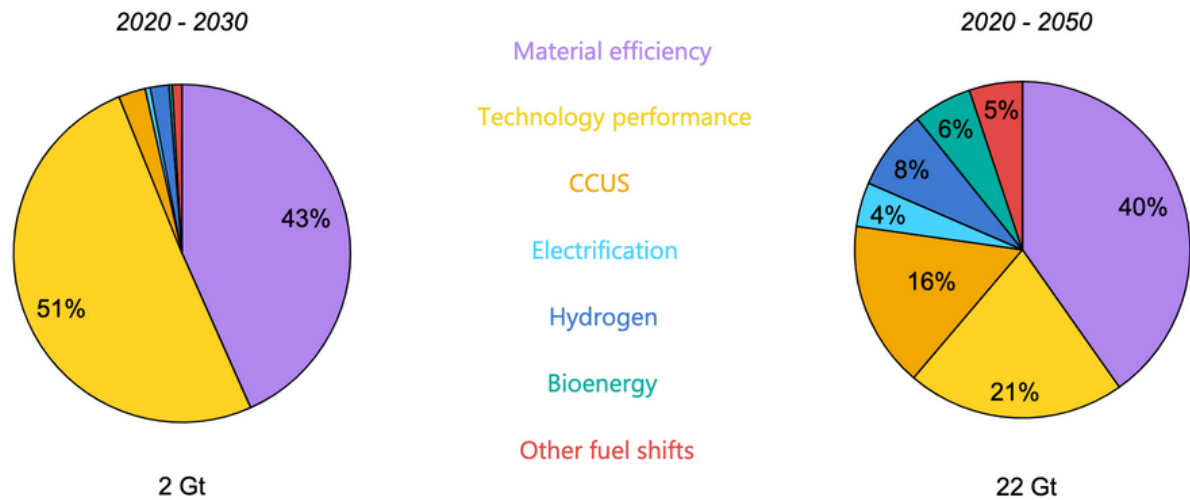 2020 - 2030
43%
51%
2 Gt
Material efficiency
Technology performance
CCUS
Electrification
Hydrogen
Bioenergy
Other fuel shifts
2020 - 2050
5%
6%
8%
4%
40%
16%
21%
22 Gt